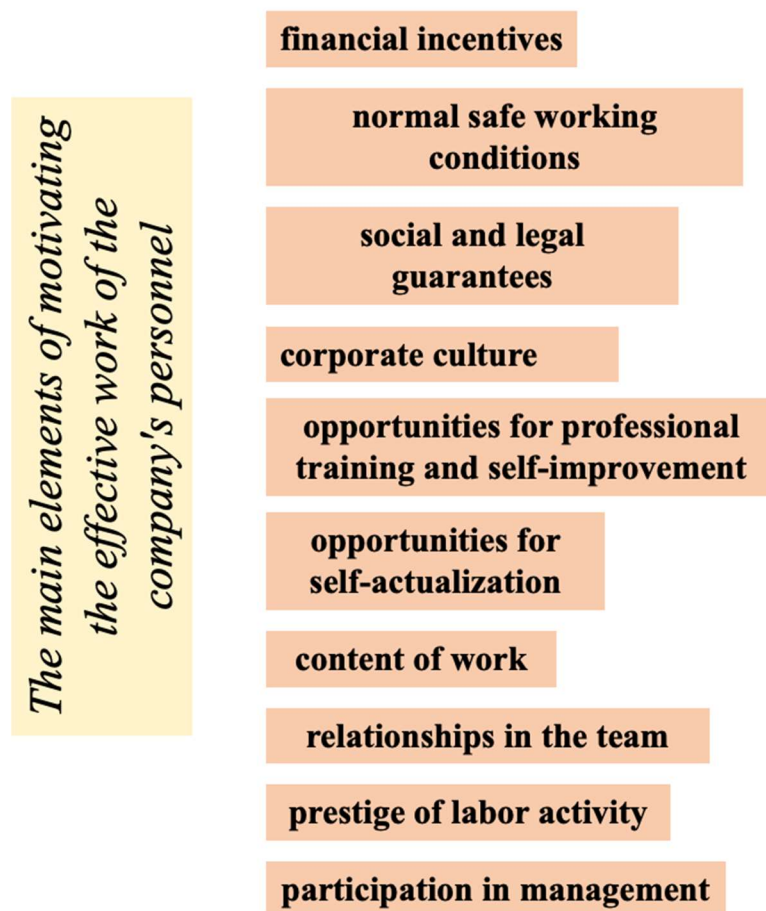 The main elements of motivating
the effective work of the
company's personnel
financial incentives
normal safe working
conditions
social and legal
guarantees
corporate culture
opportunities for professional
training and self-improvement
opportunities for
self-actualization
content of work
relationships in the team
prestige of labor activity
participation in management